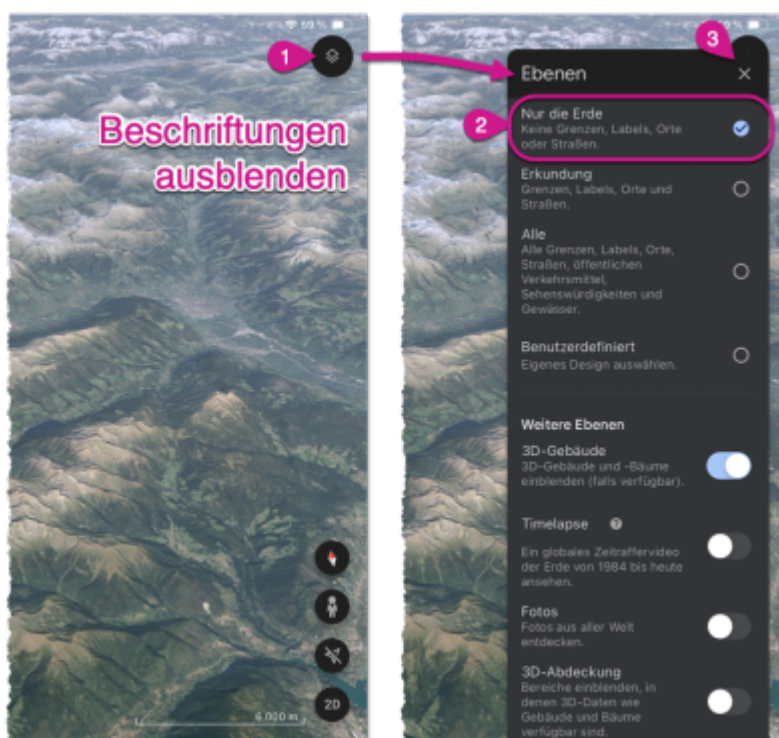 59 %
1
Beschriftungen
ausblenden
6.000 m
2D
%
3
Ebenen
2
Nur die Erde
Keine Grenzen, Labels, Orte
oder Straßen.
Erkundung
Grenzen, Labels, Orte und
Straßen.
Alle
Alle Grenzen, Labels, Orte,
Straßen, öffentlichen
Verkehrsmittel,
Sehenswürdigkeiten und
Gewässer.
Benutzerdefiniert
Eigenes Design auswählen.
Weitere Ebenen
3D-Gebäude
3D-Gebäude und -Bäume
einblenden (falls verfügbar).
Timelapse ?
Ein globales Zeitraffervideo
der Erde von 1984 bis heute
ansehen.
Fotos
Fotos aus aller Welt
entdecken.
3D-Abdeckung
Bereiche einblenden, in
denen 3D-Daten wie
Gebäude und Bäume
verfügbar sind.